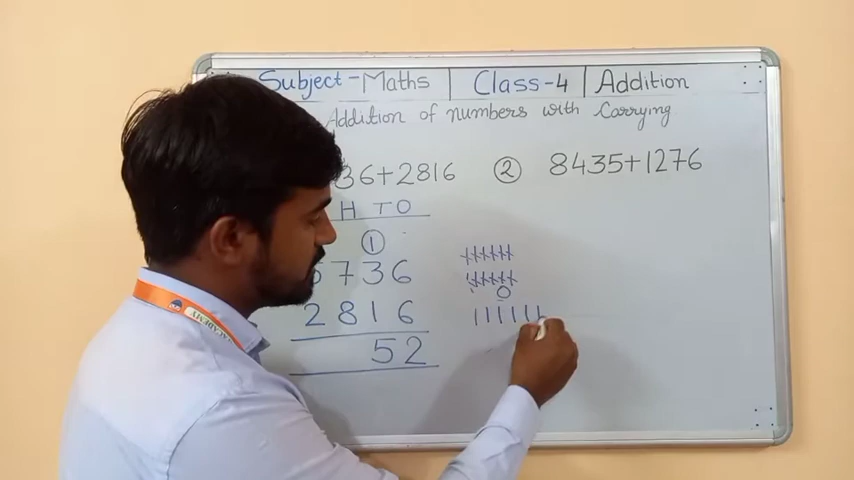 Subject-Maths | Class-4 | Addition
Addition of numbers with Carrying
36+2816 ② 8435+1276
H T O
①
6736
2816
52
ACADEMY